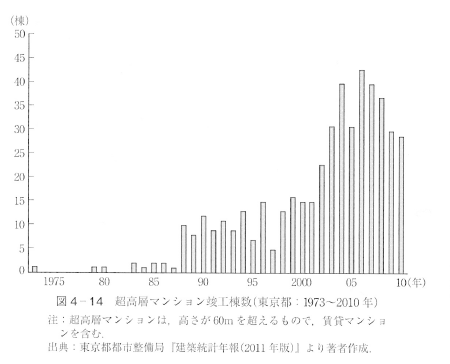 (棟)
50
45
40
35
30
25
20
15
10
5
0
1975 80 85 90 95 2000 05 10(年)
図4-14 超高層マンション竣工棟数(東京都：1973〜2010年)
注：超高層マンションは，高さが60mを超えるもので，賃貸マンショ
ンを含む．
出典：東京都都市整備局『建築統計年報(2011年版)』より著者作成．